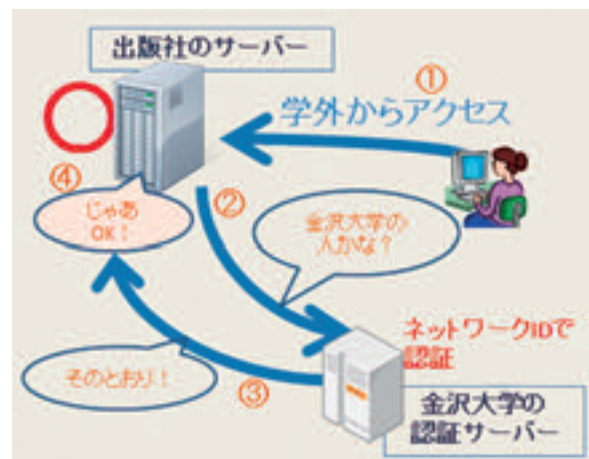 出版社のサーバー
①
学外からアクセス
④
じゃあ
OK！
②
金沢大学の
人かな？
ネットワークIDで
認証
そのとおり！
③
金沢大学の
認証サーバー